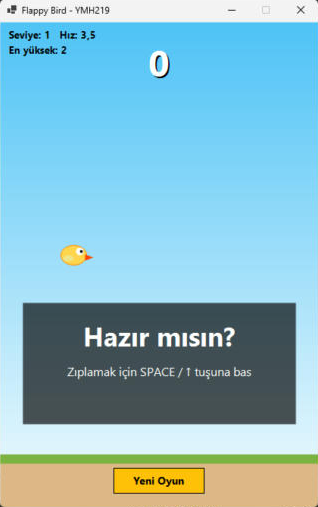 Flappy Bird - YMH219
Seviye: 1 Hız: 3,5
En yüksek: 2
0
Hazır mısın?
Zıplamak için SPACE / ↑ tuşuna bas
Yeni Oyun